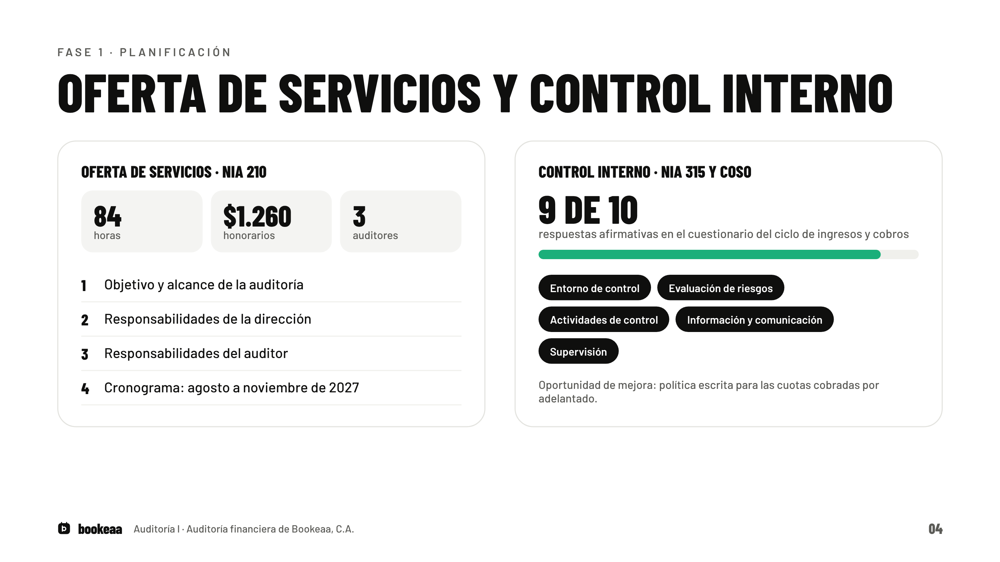 FASE 1 · PLANIFICACIÓN
OFERTA DE SERVICIOS Y CONTROL INTERNO
OFERTA DE SERVICIOS · NIA 210
84
horas
$1.260
honorarios
3
auditores
1 Objetivo y alcance de la auditoría
2 Responsabilidades de la dirección
3 Responsabilidades del auditor
4 Cronograma: agosto a noviembre de 2027
CONTROL INTERNO · NIA 315 Y COSO
9 DE 10
respuestas afirmativas en el cuestionario del ciclo de ingresos y cobros
Entorno de control
Evaluación de riesgos
Actividades de control
Información y comunicación
Supervisión
Oportunidad de mejora: política escrita para las cuotas cobradas por
adelantado.
b bookeaa Auditoría I · Auditoría financiera de Bookeaa, C.A.
04